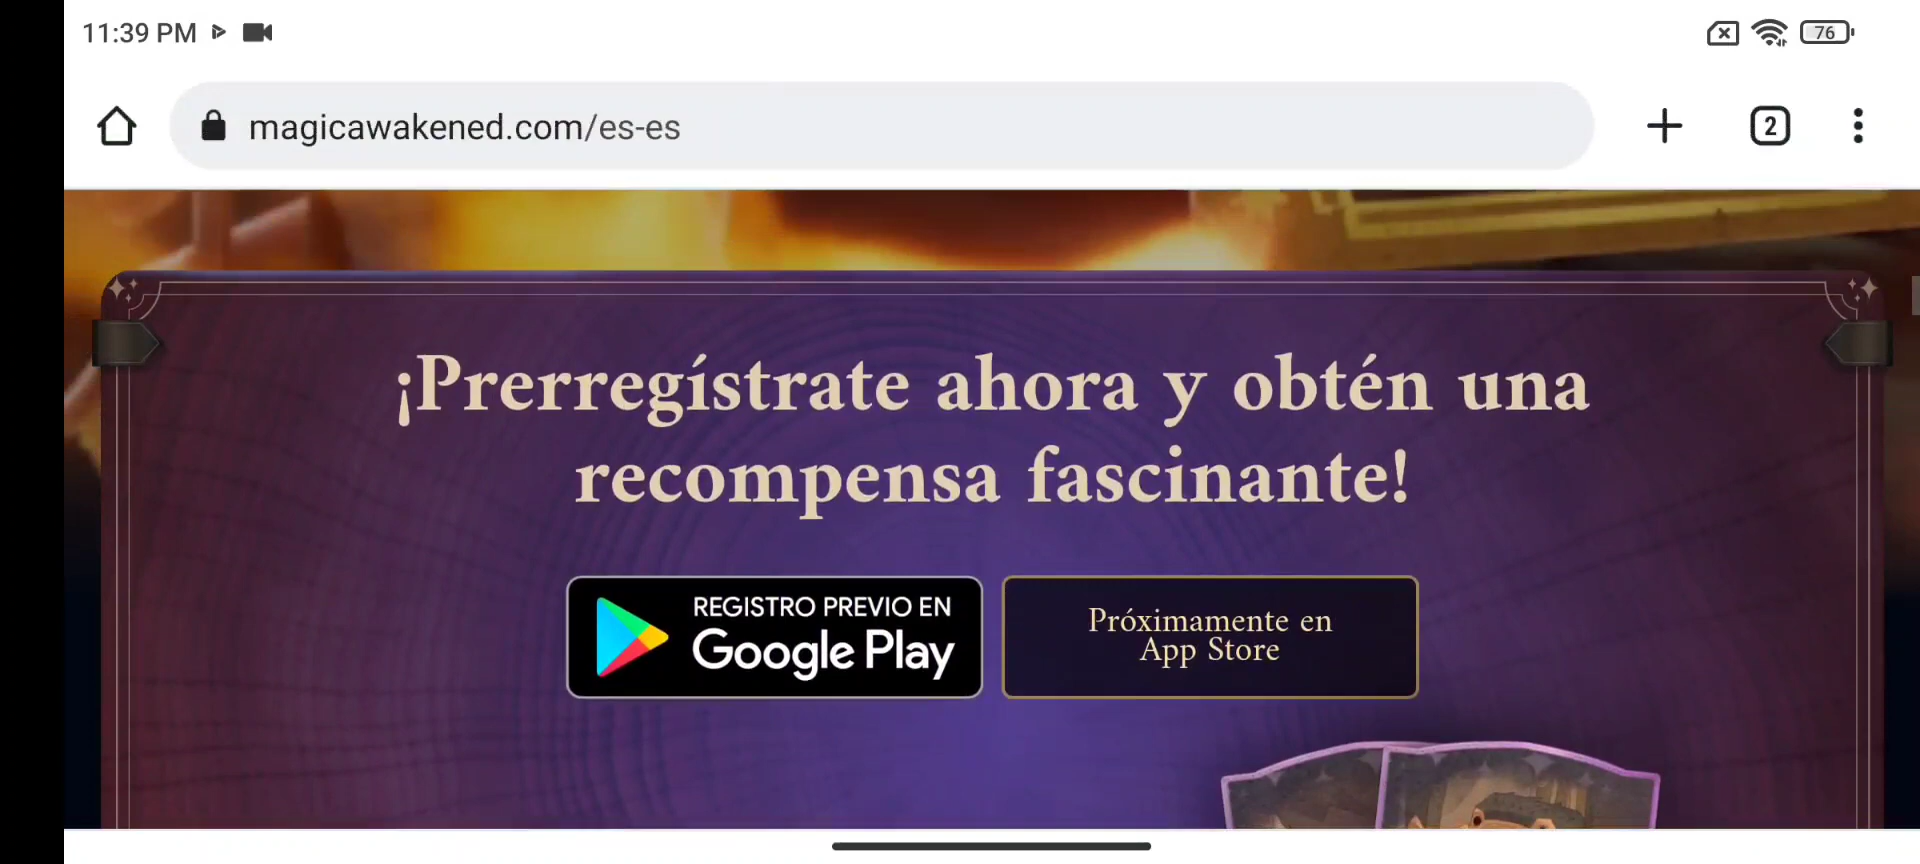 11:39 PM
76
magicawakened.com/es-es
2
¡Prerregístrate ahora y obtén una
recompensa fascinante!
REGISTRO PREVIO EN
Google Play
Próximamente en
App Store